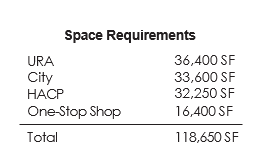 Space Requirements
URA 36,400 SF
City 33,600 SF
HACP 32,250 SF
One-Stop Shop 16,400 SF
Total 118,650 SF